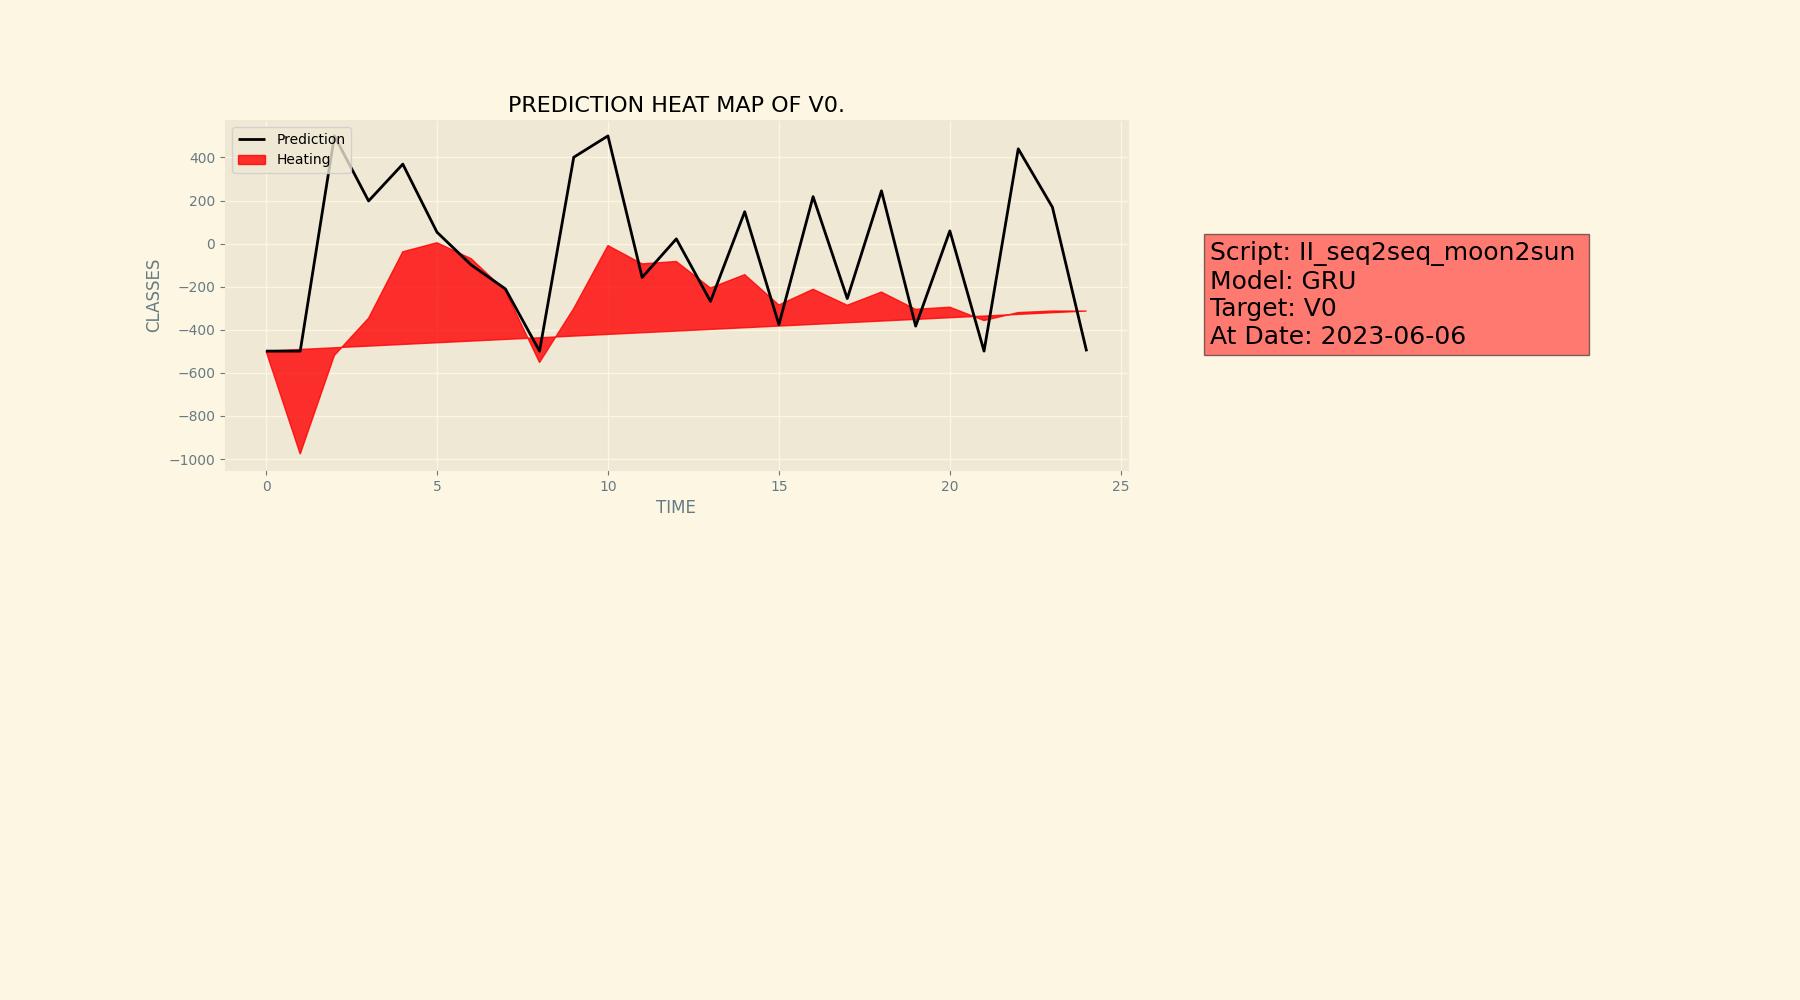 PREDICTION HEAT MAP OF V0.
Prediction
Heating
400
200
0
−200
−400
−600
−800
−1000
CLASSES
0 5 10 15 20 25
TIME
Script: II_seq2seq_moon2sun
Model: GRU
Target: V0
At Date: 2023-06-06